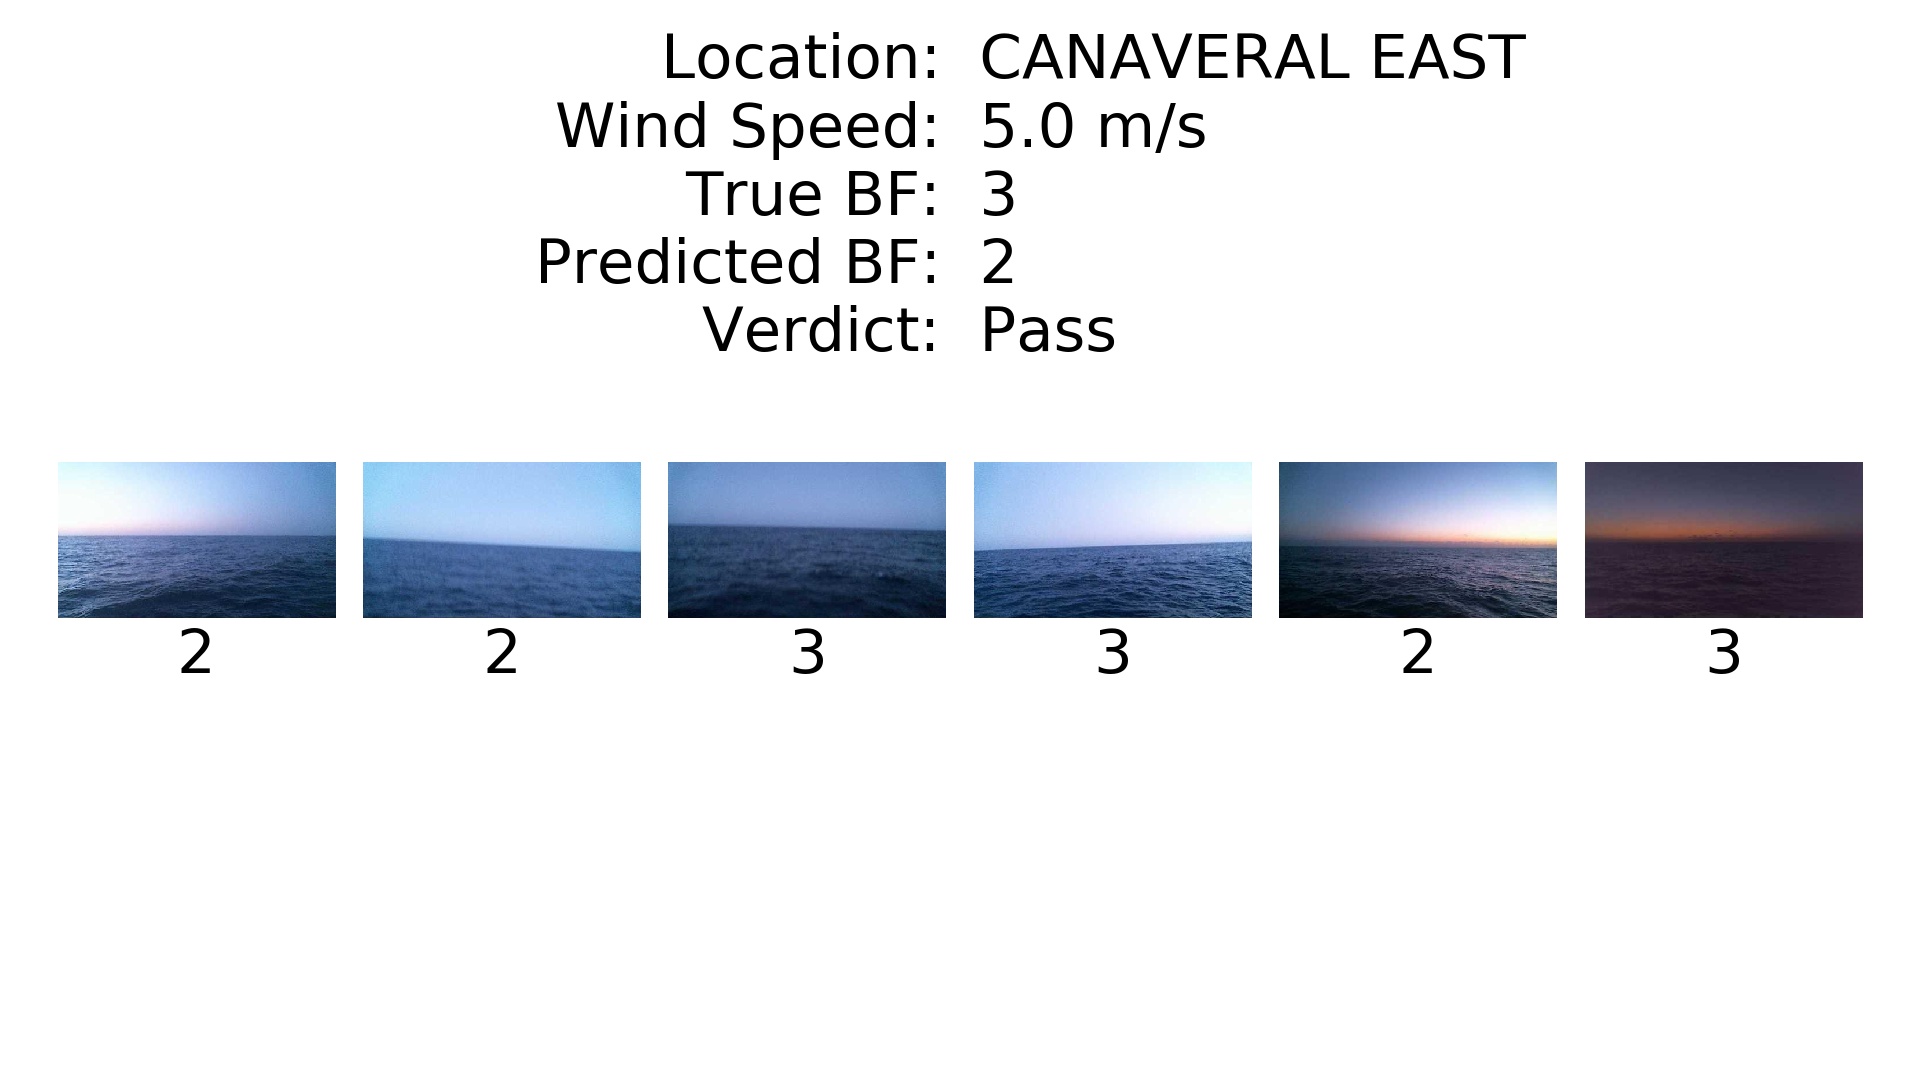 Location: CANAVERAL EAST
Wind Speed: 5.0 m/s
True BF: 3
Predicted BF: 2
Verdict: Pass
2 2 3 3 2 3